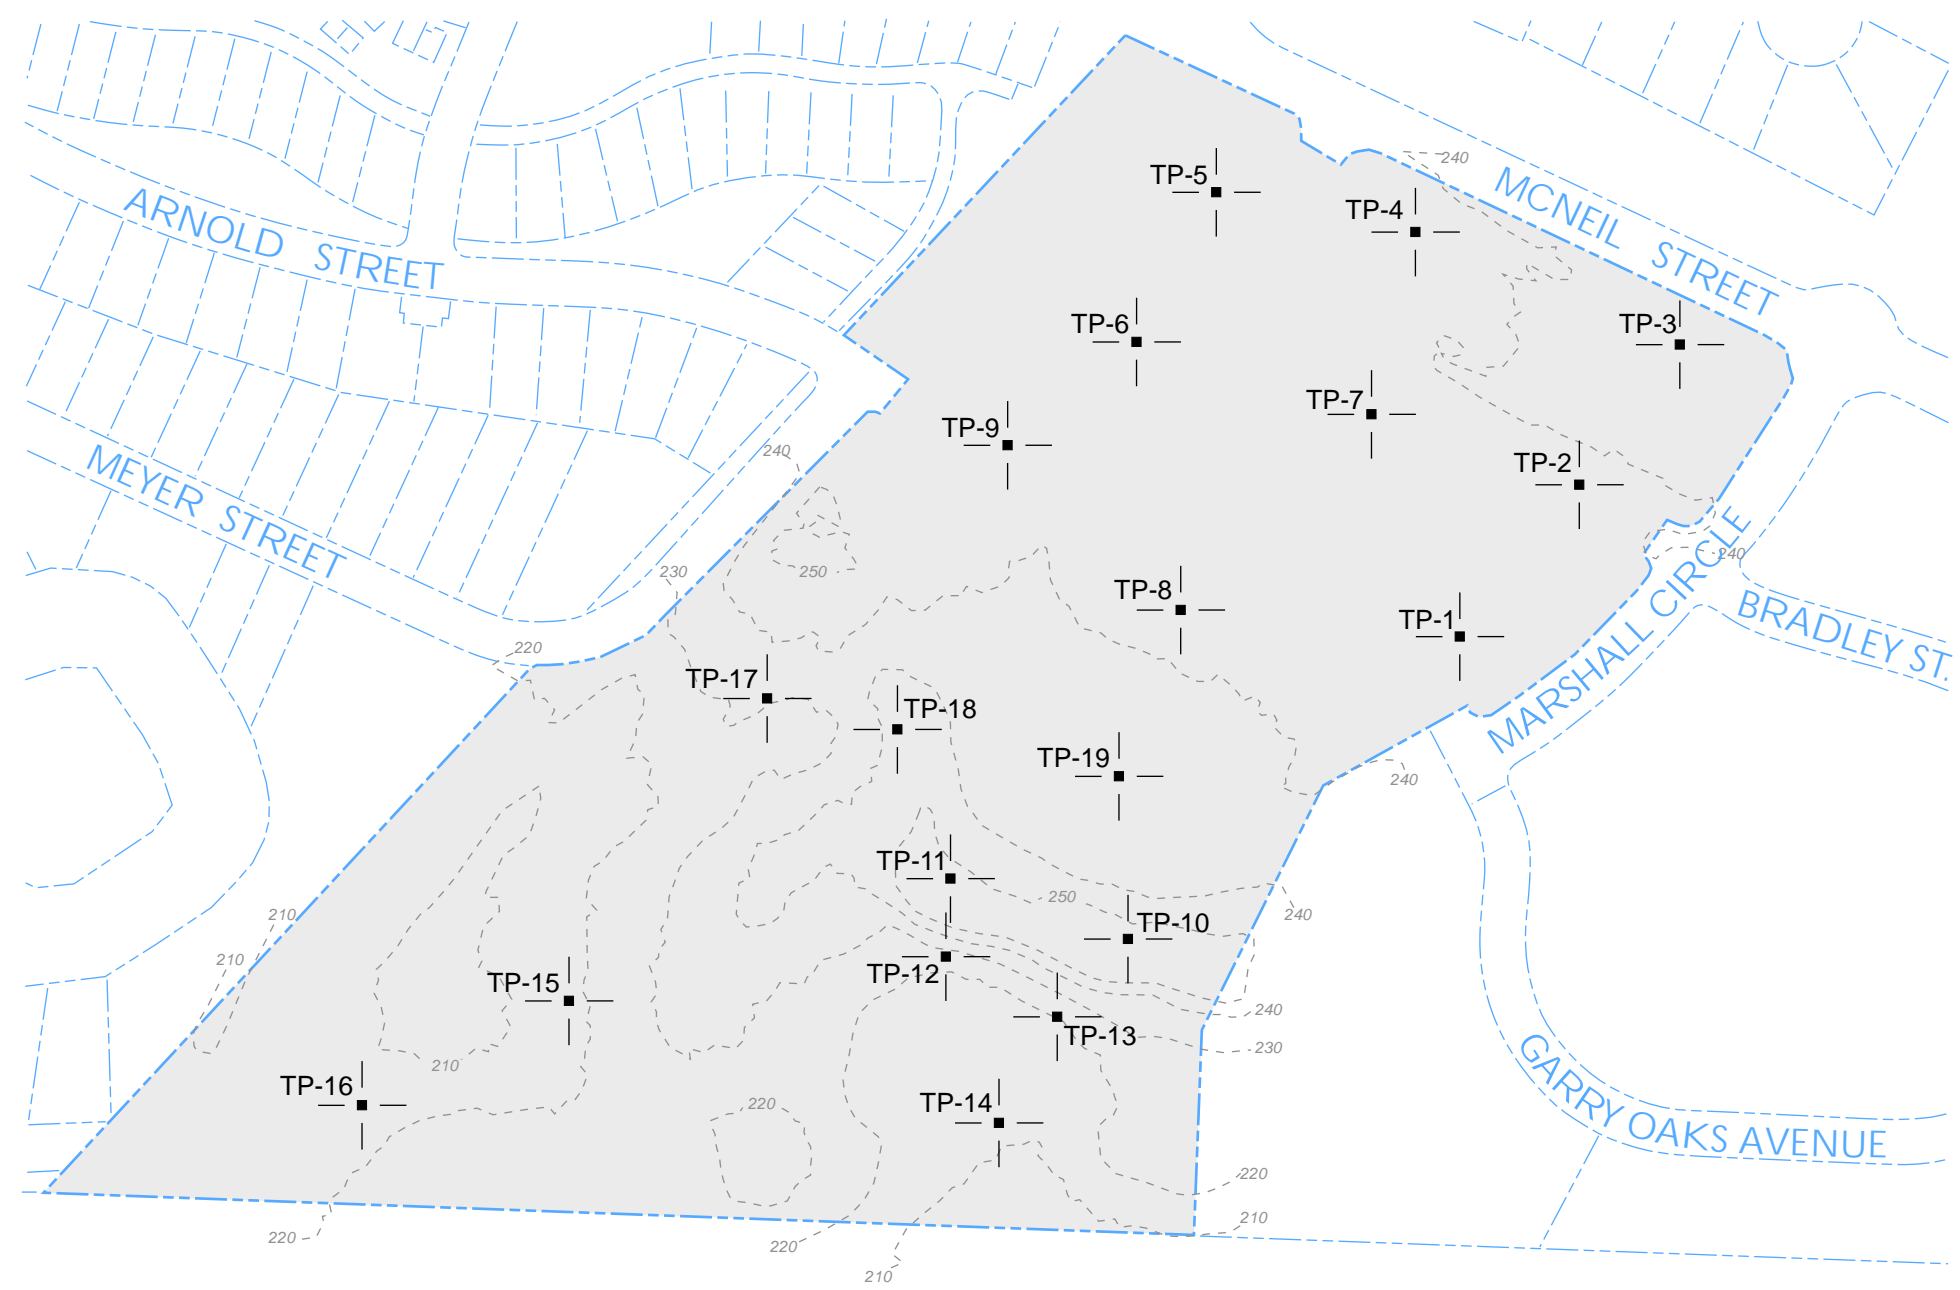 240
MCNEIL STREET
TP-5
TP-4
ARNOLD STREET
TP-6
TP-3
TP-7
TP-9
240
TP-2
MEYER STREET
250
230
240
MARSHALL CIRCLE
BRADLEY ST.
TP-8
TP-1
220
TP-17
TP-18
TP-19
240
TP-11
250
210
240
TP-10
210
TP-12
TP-15
240
TP-13
230
210
TP-16
TP-14
220
GARRY OAKS AVENUE
220
210
220
220
210